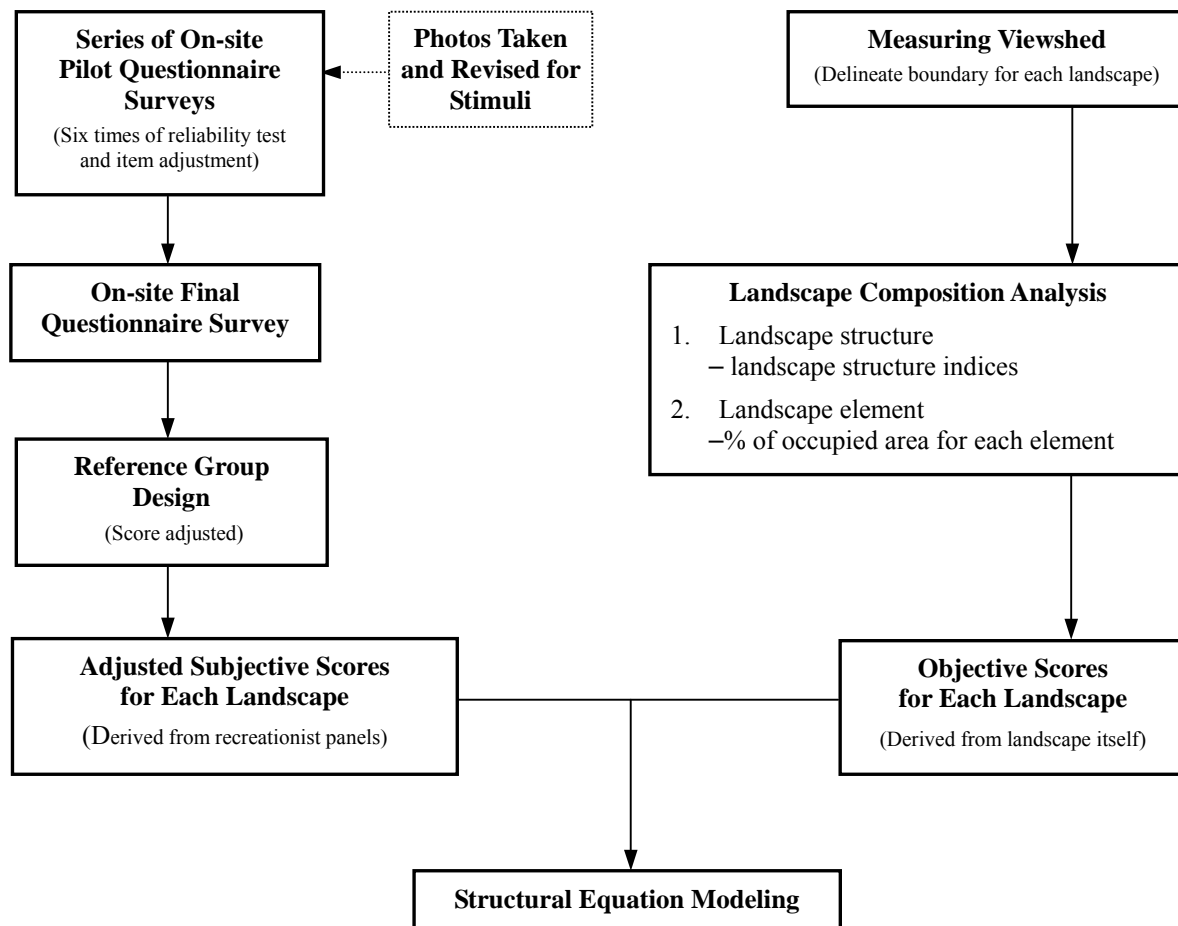 Series of On-site
Pilot Questionnaire
Surveys
(Six times of reliability test
and item adjustment)
Photos Taken
and Revised for
Stimuli
Measuring Viewshed
(Delineate boundary for each landscape)
On-site Final
Questionnaire Survey
Landscape Composition Analysis
1. Landscape structure
– landscape structure indices
2. Landscape element
–% of occupied area for each element
Reference Group
Design
(Score adjusted)
Adjusted Subjective Scores
for Each Landscape
(Derived from recreationist panels)
Objective Scores
for Each Landscape
(Derived from landscape itself)
Structural Equation Modeling